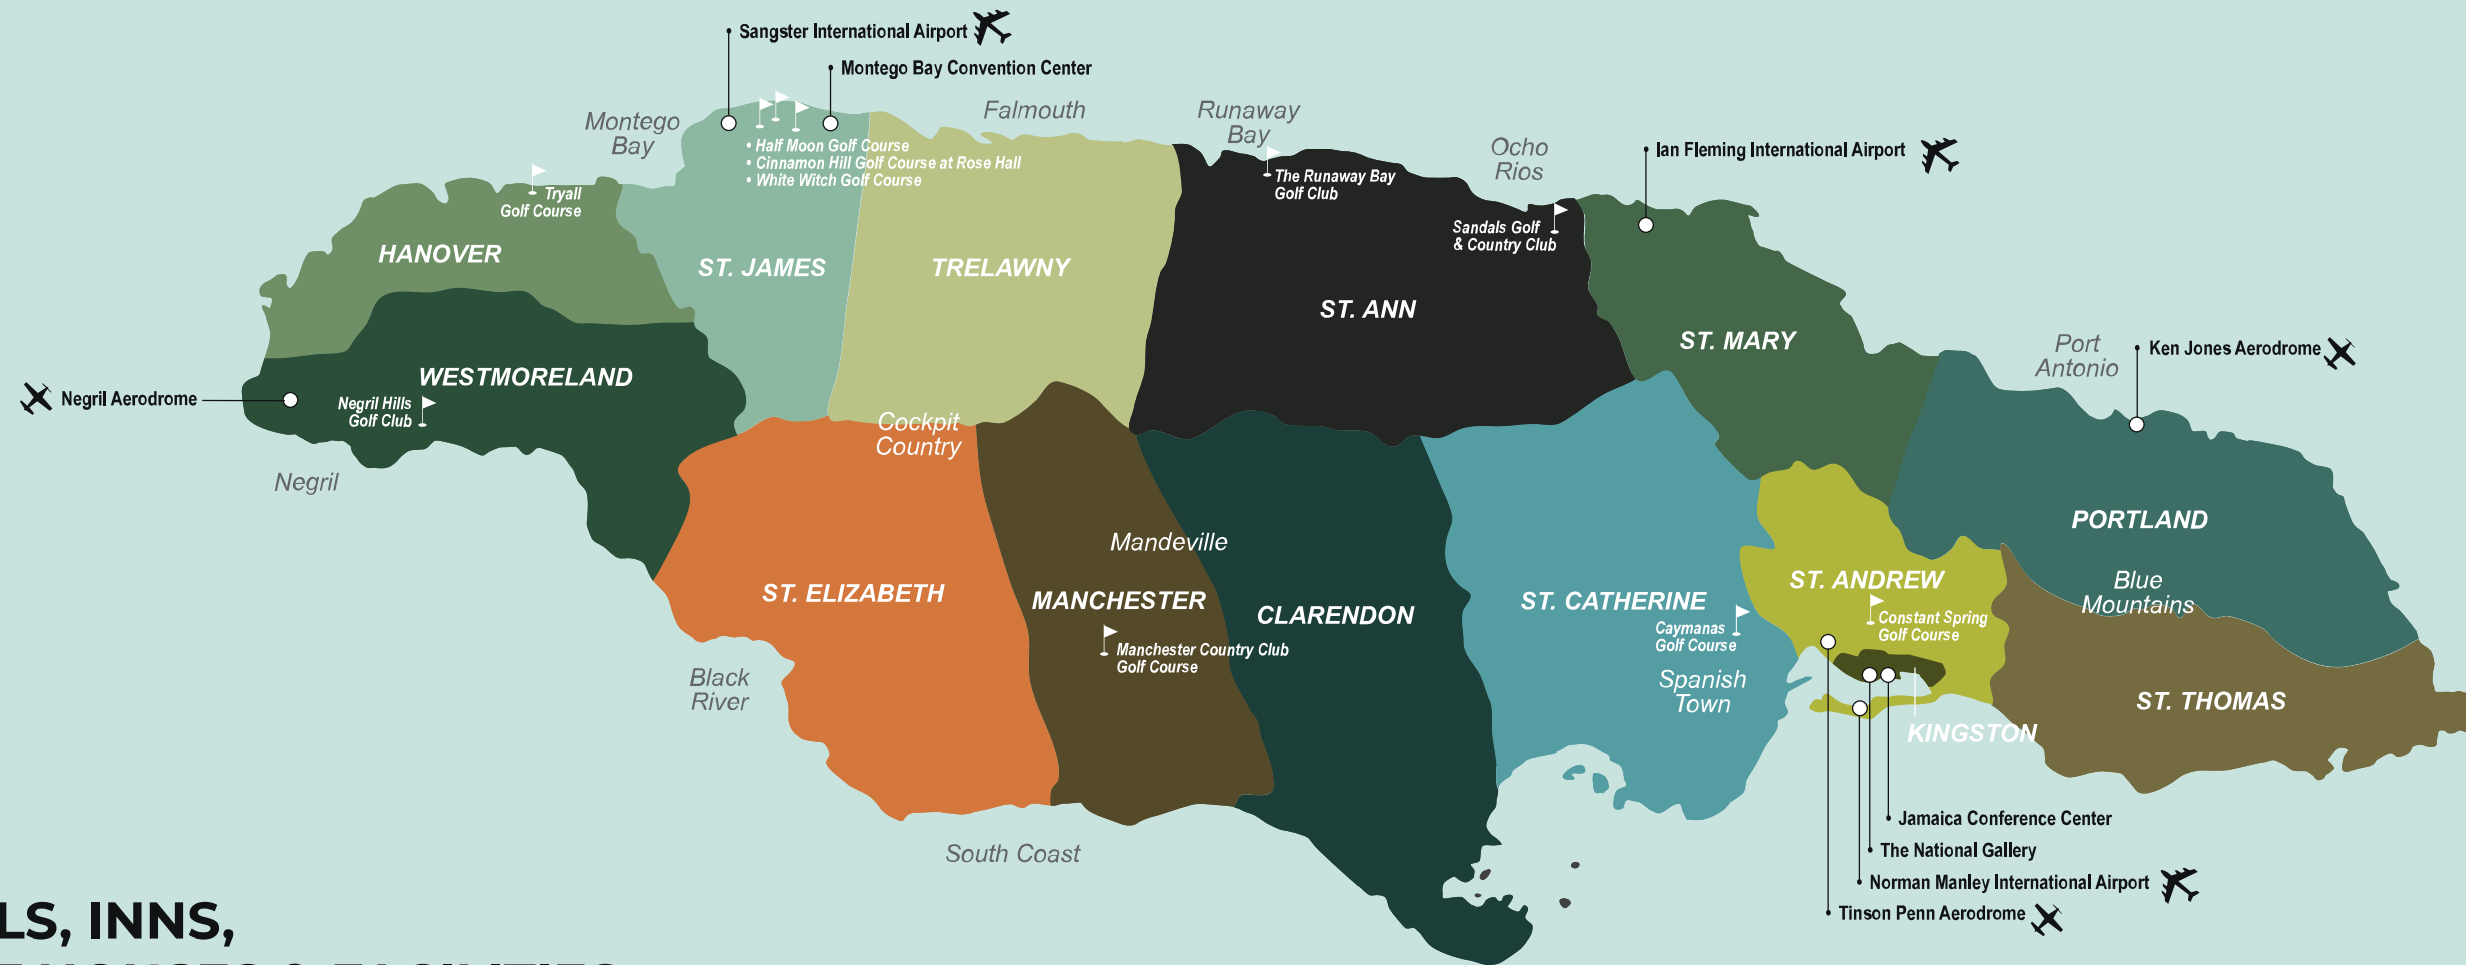 Sangster International Airport
Montego Bay Convention Center
Montego
Bay
Falmouth
Runaway
Bay
Ocho
Rios
Ian Fleming International Airport
• Half Moon Golf Course
• Cinnamon Hill Golf Course at Rose Hall
• White Witch Golf Course
Tryall
Golf Course
The Runaway Bay
Golf Club
Sandals Golf
& Country Club
HANOVER
ST. JAMES
TRELAWNY
ST. ANN
ST. MARY
Port
Antonio
Ken Jones Aerodrome
WESTMORELAND
Negril Aerodrome
Negril Hills
Golf Club
Negril
Cockpit
Country
Mandeville
PORTLAND
Blue
Mountains
ST. ELIZABETH
MANCHESTER
Manchester Country Club
Golf Course
CLARENDON
ST. CATHERINE
Caymanas
Golf Course
Spanish
Town
ST. ANDREW
Constant Spring
Golf Course
KINGSTON
ST. THOMAS
Black
River
South Coast
Jamaica Conference Center
The National Gallery
Norman Manley International Airport
Tinson Penn Aerodrome
LS, INNS,